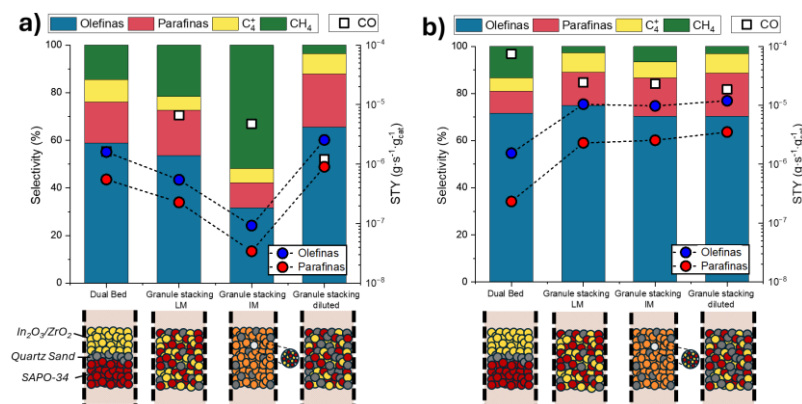 a)
Olefinas Parafinas C₄⁺ CH₄ CO
Selectivity (%)
100
80
60
40
20
0
10⁻⁴
10⁻⁵
10⁻⁶
10⁻⁷
10⁻⁸
STY (g·s⁻¹·g꜀ₐₜ)
Olefinas
Parafinas
Dual Bed
Granule stacking
LM
Granule stacking
IM
Granule stacking
diluted
In₂O₃/ZrO₂
Quartz Sand
SAPO-34
b)
Olefinas Parafinas C₄⁺ CH₄ CO
Selectivity (%)
100
80
60
40
20
0
10⁻⁴
10⁻⁵
10⁻⁶
10⁻⁷
10⁻⁸
STY (g·s⁻¹·g꜀ₐₜ)
Olefinas
Parafinas
Dual Bed
Granule stacking
LM
Granule stacking
IM
Granule stacking
diluted